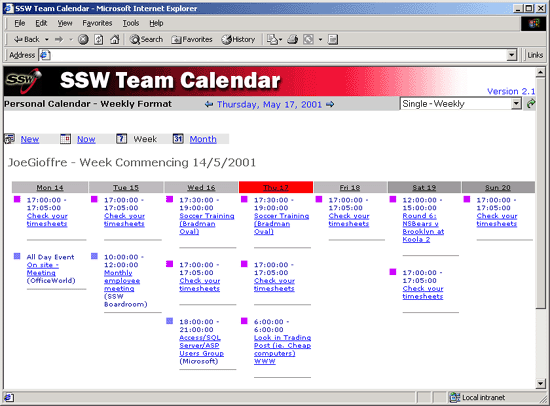 SSW Team Calendar - Microsoft Internet Explorer
File Edit View Favorites Tools Help
Back Search Favorites History
Address Links
SSW SSW Team Calendar
Version 2.1
Personal Calendar - Weekly Format Thursday, May 17, 2001 Single - Weekly
New Now 7 Week 31 Month
JoeGioffre - Week Commencing 14/5/2001
Mon 14 Tue 15 Wed 16 Thu 17 Fri 18 Sat 19 Sun 20
17:00:00 -
17:05:00
Check your
timesheets
All Day Event
On site -
Meeting
(OfficeWorld)
17:00:00 -
17:05:00
Check your
timesheets
10:00:00 -
12:00:00
Monthly
employee
meeting
(SSW
Boardroom)
17:30:00 -
19:00:00
Soccer Training
(Bradman
Oval)
17:00:00 -
17:05:00
Check your
timesheets
18:00:00 -
21:00:00
Access/SQL
Server/ASP
Users Group
(Microsoft)
17:30:00 -
19:00:00
Soccer Training
(Bradman
Oval)
17:00:00 -
17:05:00
Check your
timesheets
6:00:00 -
6:00:00
Look in Trading
Post (ie. Cheap
computers)
WWW
17:00:00 -
17:05:00
Check your
timesheets
12:00:00 -
15:00:00
Round 6:
NSBears v
Brooklyn at
Koola 2
17:00:00 -
17:05:00
Check your
timesheets
17:00:00 -
17:05:00
Check your
timesheets
Local intranet